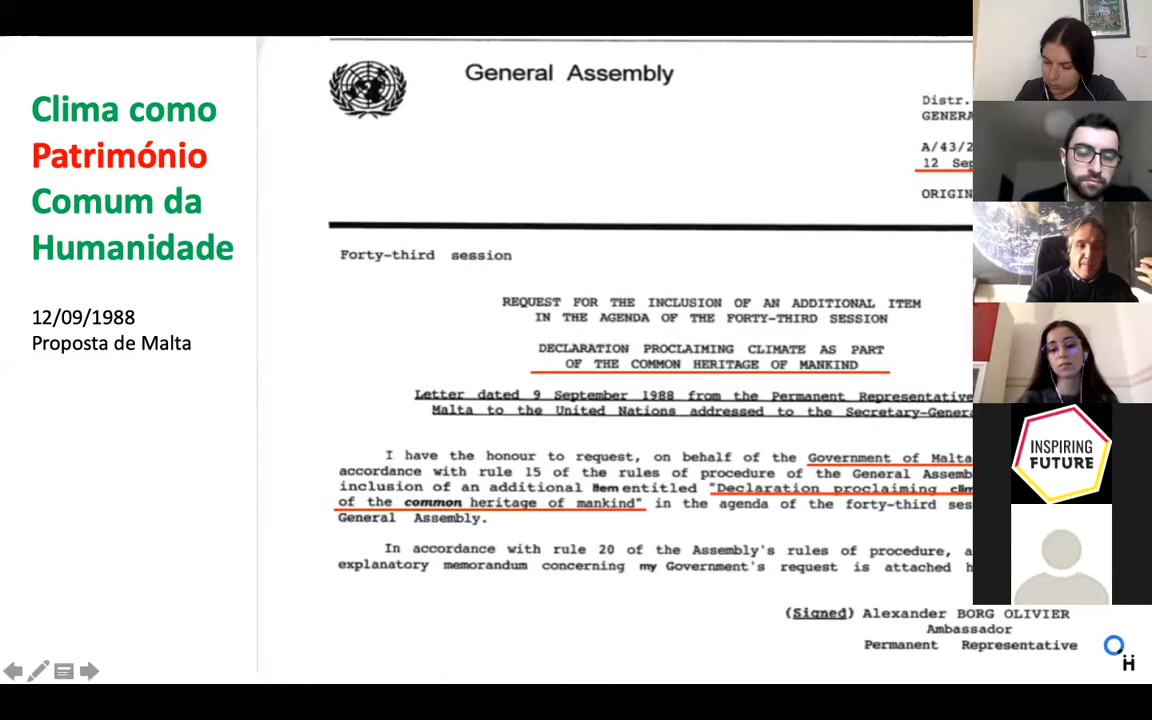 Clima como
Património
Comum da
Humanidade
12/09/1988
Proposta de Malta
General Assembly
Distr.
GENERA
A/43/2
12 Sep
ORIGIN
Forty-third session
REQUEST FOR THE INCLUSION OF AN ADDITIONAL ITEM
IN THE AGENDA OF THE FORTY-THIRD SESSION
DECLARATION PROCLAIMING CLIMATE AS PART
OF THE COMMON HERITAGE OF MANKIND
Letter dated 9 September 1988 from the Permanent Representative
Malta to the United Nations addressed to the Secretary-Genera
I have the honour to request, on behalf of the Government of Malta
accordance with rule 15 of the rules of procedure of the General Assemb
inclusion of an additional Item entitled "Declaration proclaiming clim
of the common heritage of mankind" in the agenda of the forty-third ses
General Assembly.
In accordance with rule 20 of the Assembly's rules of procedure, a
explanatory memorandum concerning my Government's request is attached h
(Signed) Alexander BORG OLIVIER
Ambassador
Permanent Representative
INSPIRING
FUTURE
H